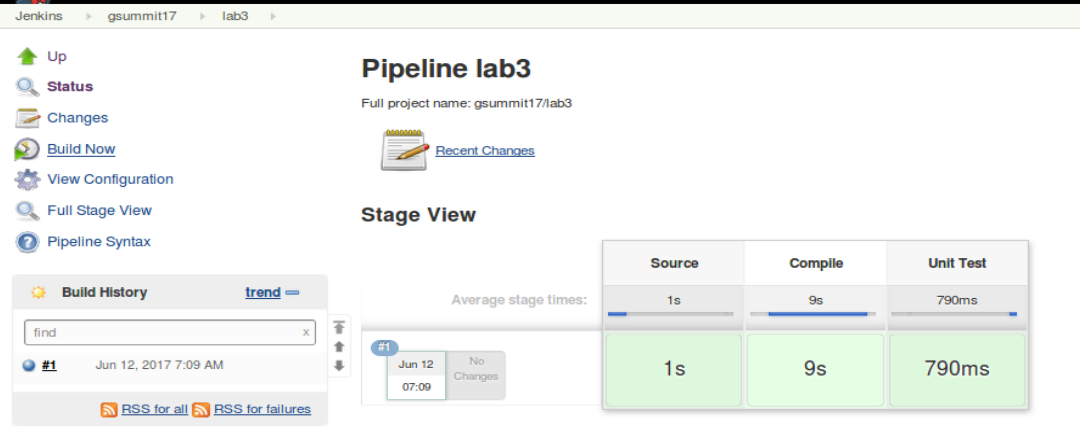 Jenkins gsummit17 lab3
Up
Status
Changes
Build Now
View Configuration
Full Stage View
Pipeline Syntax
Build History trend
find x
#1 Jun 12, 2017 7:09 AM
RSS for all RSS for failures
Pipeline lab3
Full project name: gsummit17/lab3
Recent Changes
Stage View
Source Compile Unit Test
Average stage times: 1s 9s 790ms
#1
Jun 12
07:09
No
Changes
1s 9s 790ms